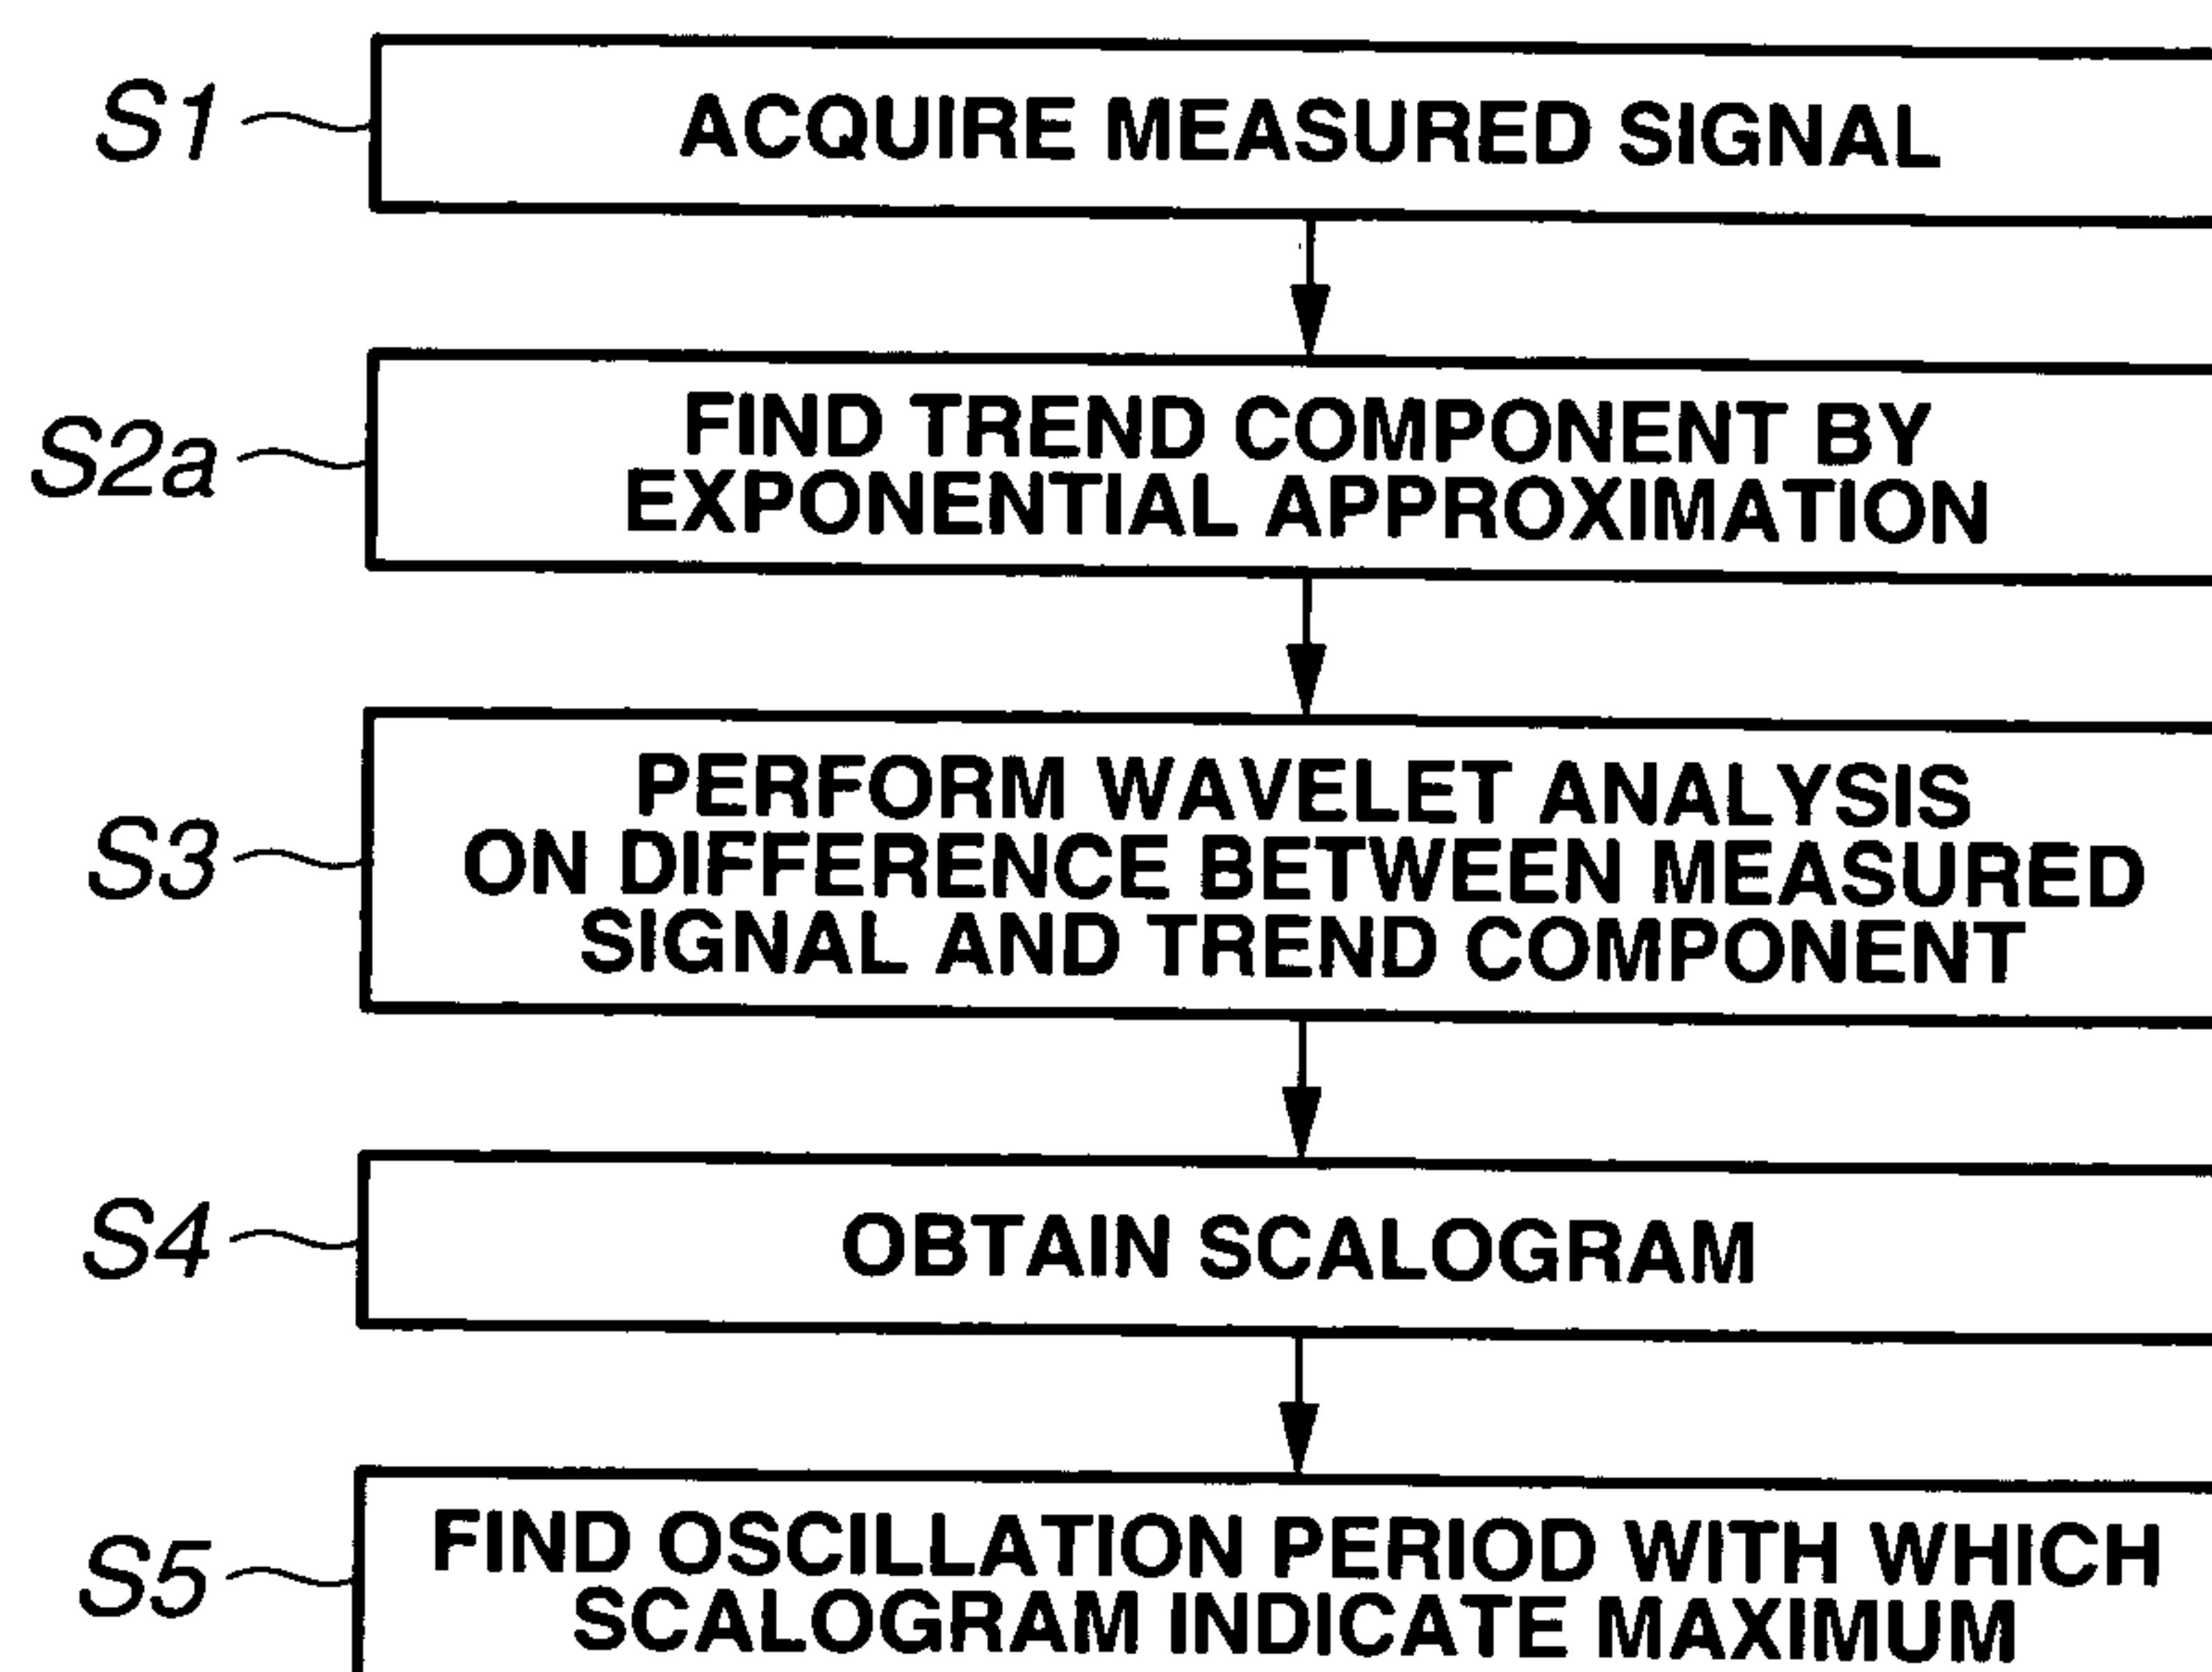 S1
ACQUIRE MEASURED SIGNAL
S2a
FIND TREND COMPONENT BY
EXPONENTIAL APPROXIMATION
S3
PERFORM WAVELET ANALYSIS
ON DIFFERENCE BETWEEN MEASURED
SIGNAL AND TREND COMPONENT
S4
OBTAIN SCALOGRAM
S5
FIND OSCILLATION PERIOD WITH WHICH
SCALOGRAM INDICATE MAXIMUM